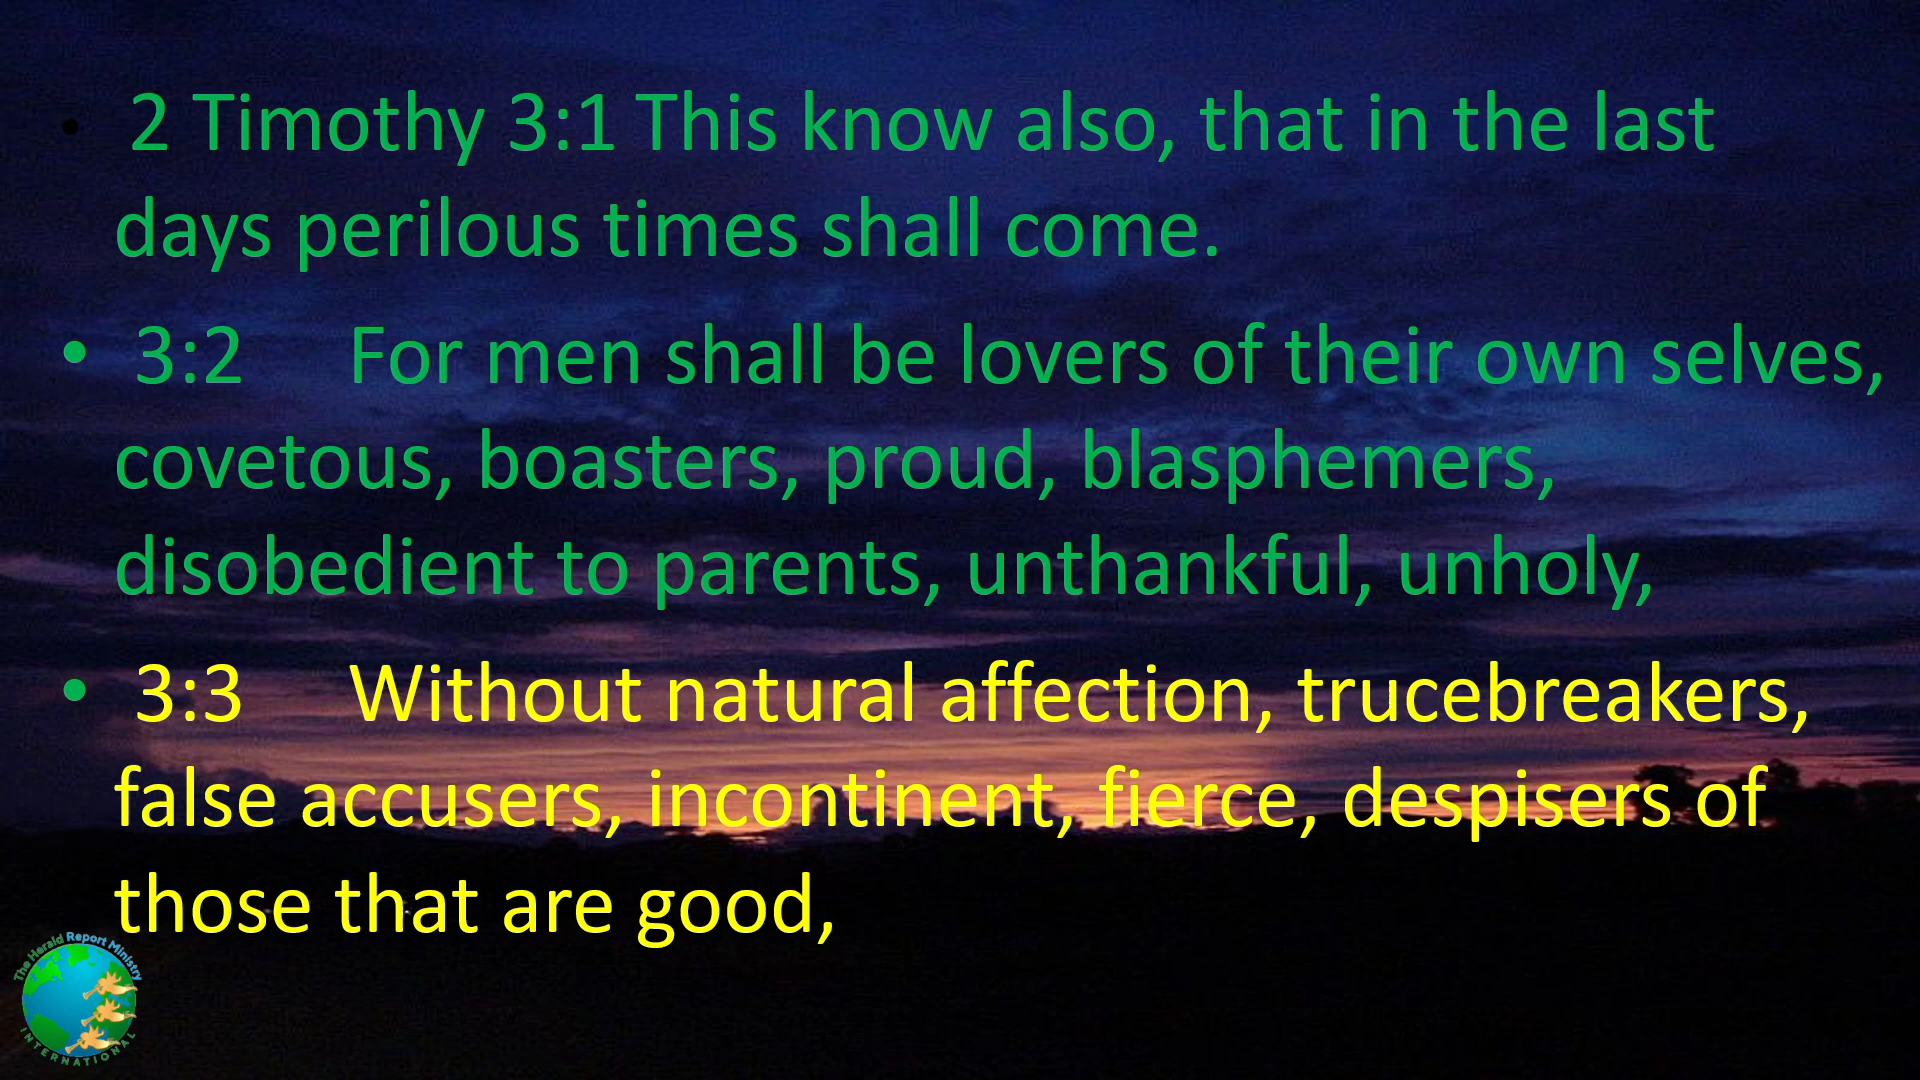 • 2 Timothy 3:1 This know also, that in the last
days perilous times shall come.
• 3:2 For men shall be lovers of their own selves,
covetous, boasters, proud, blasphemers,
disobedient to parents, unthankful, unholy,
• 3:3 Without natural affection, trucebreakers,
false accusers, incontinent, fierce, despisers of
those that are good,
The Herald Report Ministry
INTERNATIONAL